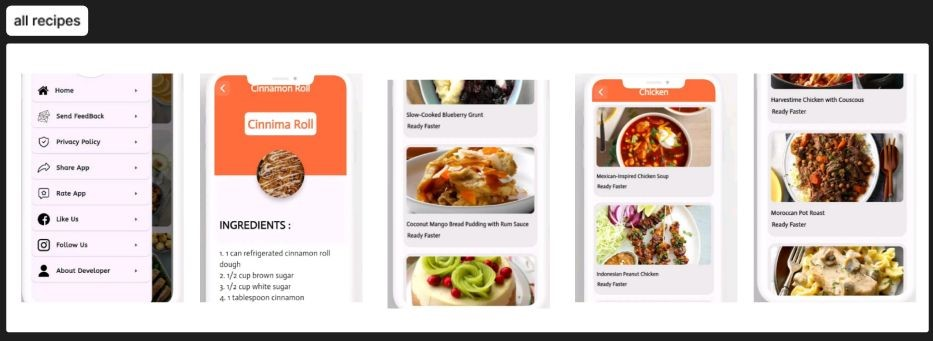 all recipes
Home
Send FeedBack
Privacy Policy
Share App
Rate App
Like Us
Follow Us
About Developer
Cinnamon Roll
Cinnima Roll
INGREDIENTS :
1. 1 can refrigerated cinnamon roll
dough
2. 1/2 cup brown sugar
3. 1/2 cup white sugar
4. 1 tablespoon cinnamon
Slow-Cooked Blueberry Grunt
Ready Faster
Coconut Mango Bread Pudding with Rum Sauce
Ready Faster
Chicken
Mexican-Inspired Chicken Soup
Ready Faster
Indonesian Peanut Chicken
Ready Faster
Harvestime Chicken with Couscous
Ready Faster
Moroccan Pot Roast
Ready Faster